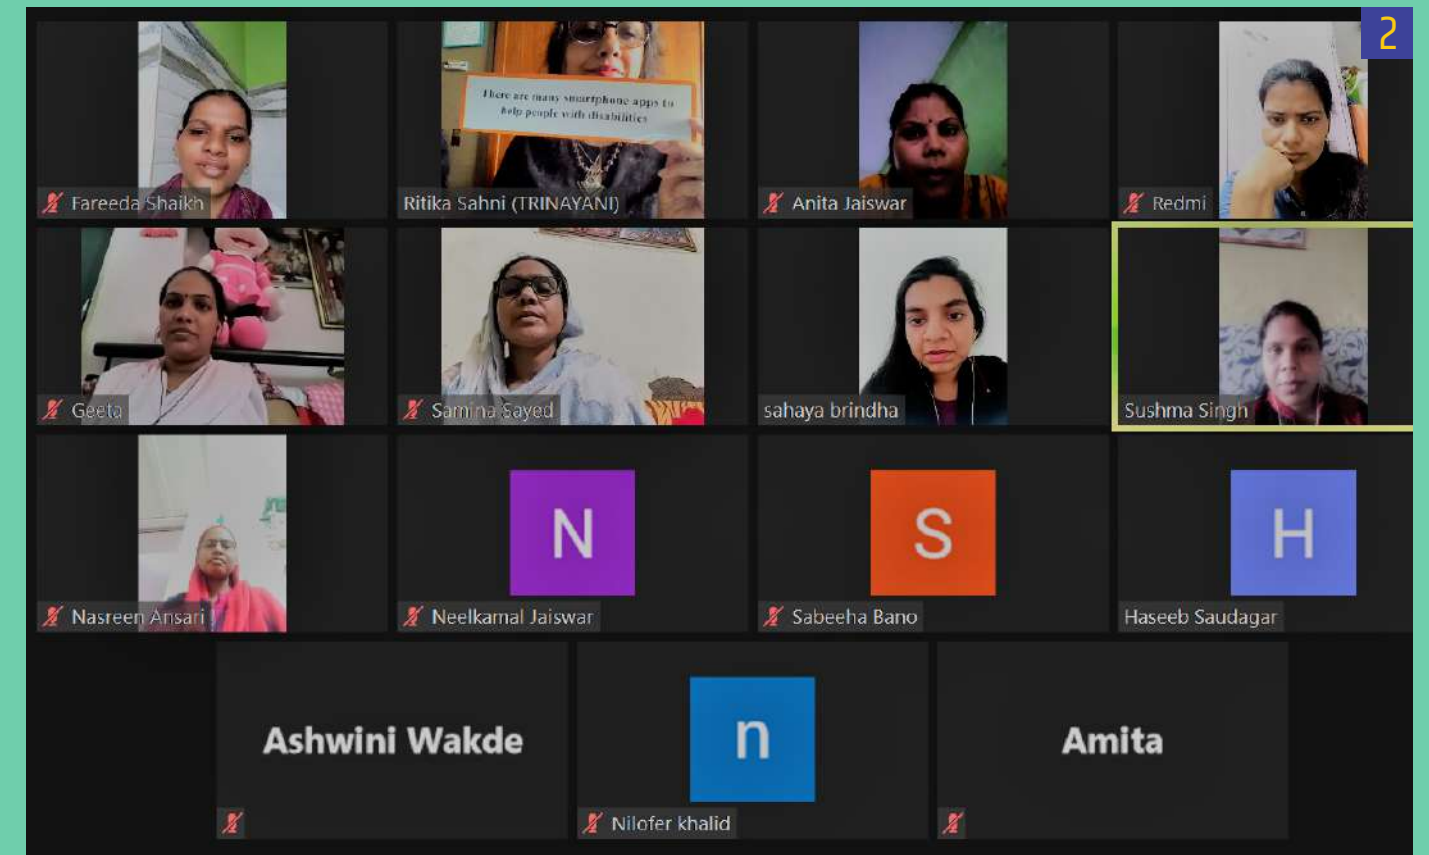 2
There are many smartphone apps to
help people with disabilities
Fareeda Shaikh
Ritika Sahni (TRINAYANI)
Anita Jaiswar
Redmi
Geeta
Samina Sayed
sahaya brindha
Sushma Singh
N
S
H
Nasreen Ansari
Neelkamal Jaiswar
Sabeeha Bano
Haseeb Saudagar
Ashwini Wakde
n
Amita
Nilofer khalid